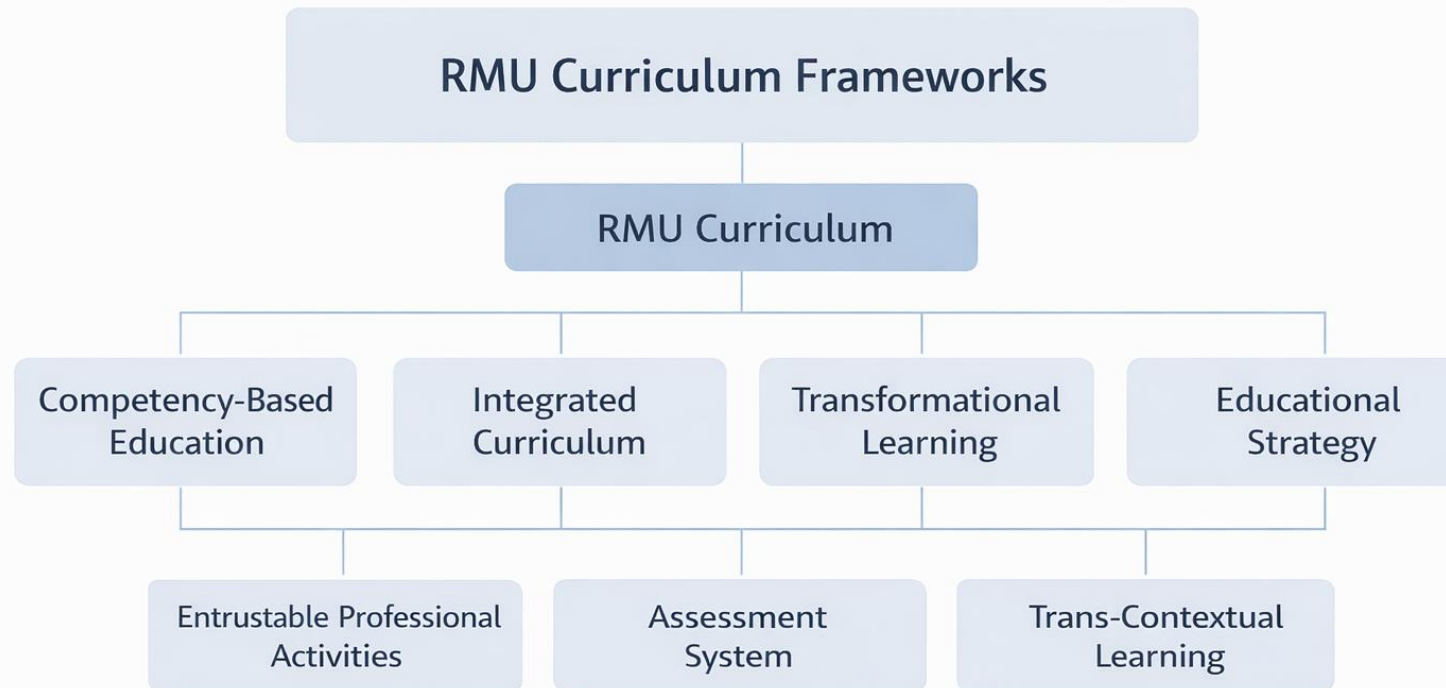 RMU Curriculum Frameworks
RMU Curriculum
Competency-Based
Education
Integrated
Curriculum
Transformational
Learning
Educational
Strategy
Entrustable Professional
Activities
Assessment
System
Trans-Contextual
Learning